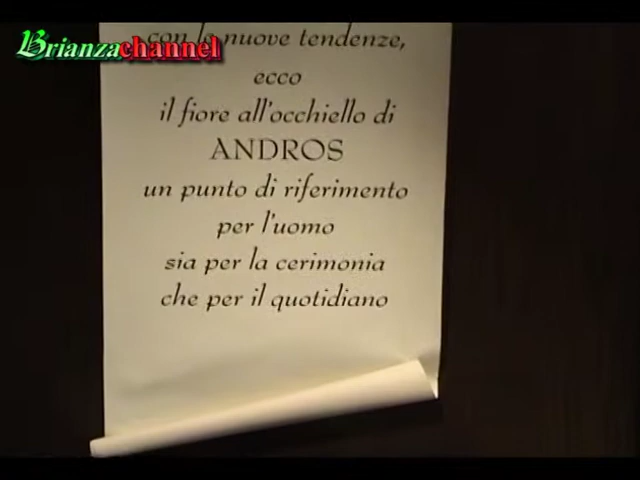 Brianzachannel
con le nuove tendenze,
ecco
il fiore all'occhiello di
ANDROS
un punto di riferimento
per l'uomo
sia per la cerimonia
che per il quotidiano